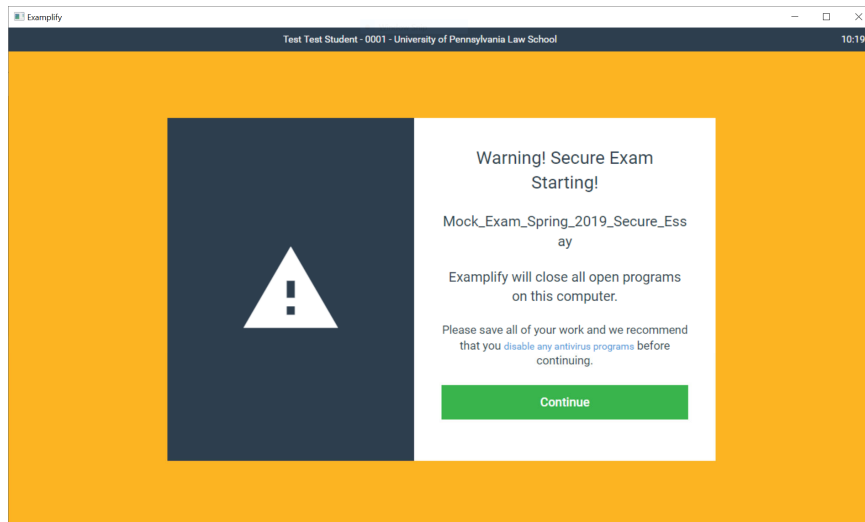 Examplify
Test Test Student - 0001 - University of Pennsylvania Law School
10:19
Warning! Secure Exam
Starting!
Mock_Exam_Spring_2019_Secure_Ess
ay
Examplify will close all open programs
on this computer.
Please save all of your work and we recommend
that you disable any antivirus programs before
continuing.
Continue